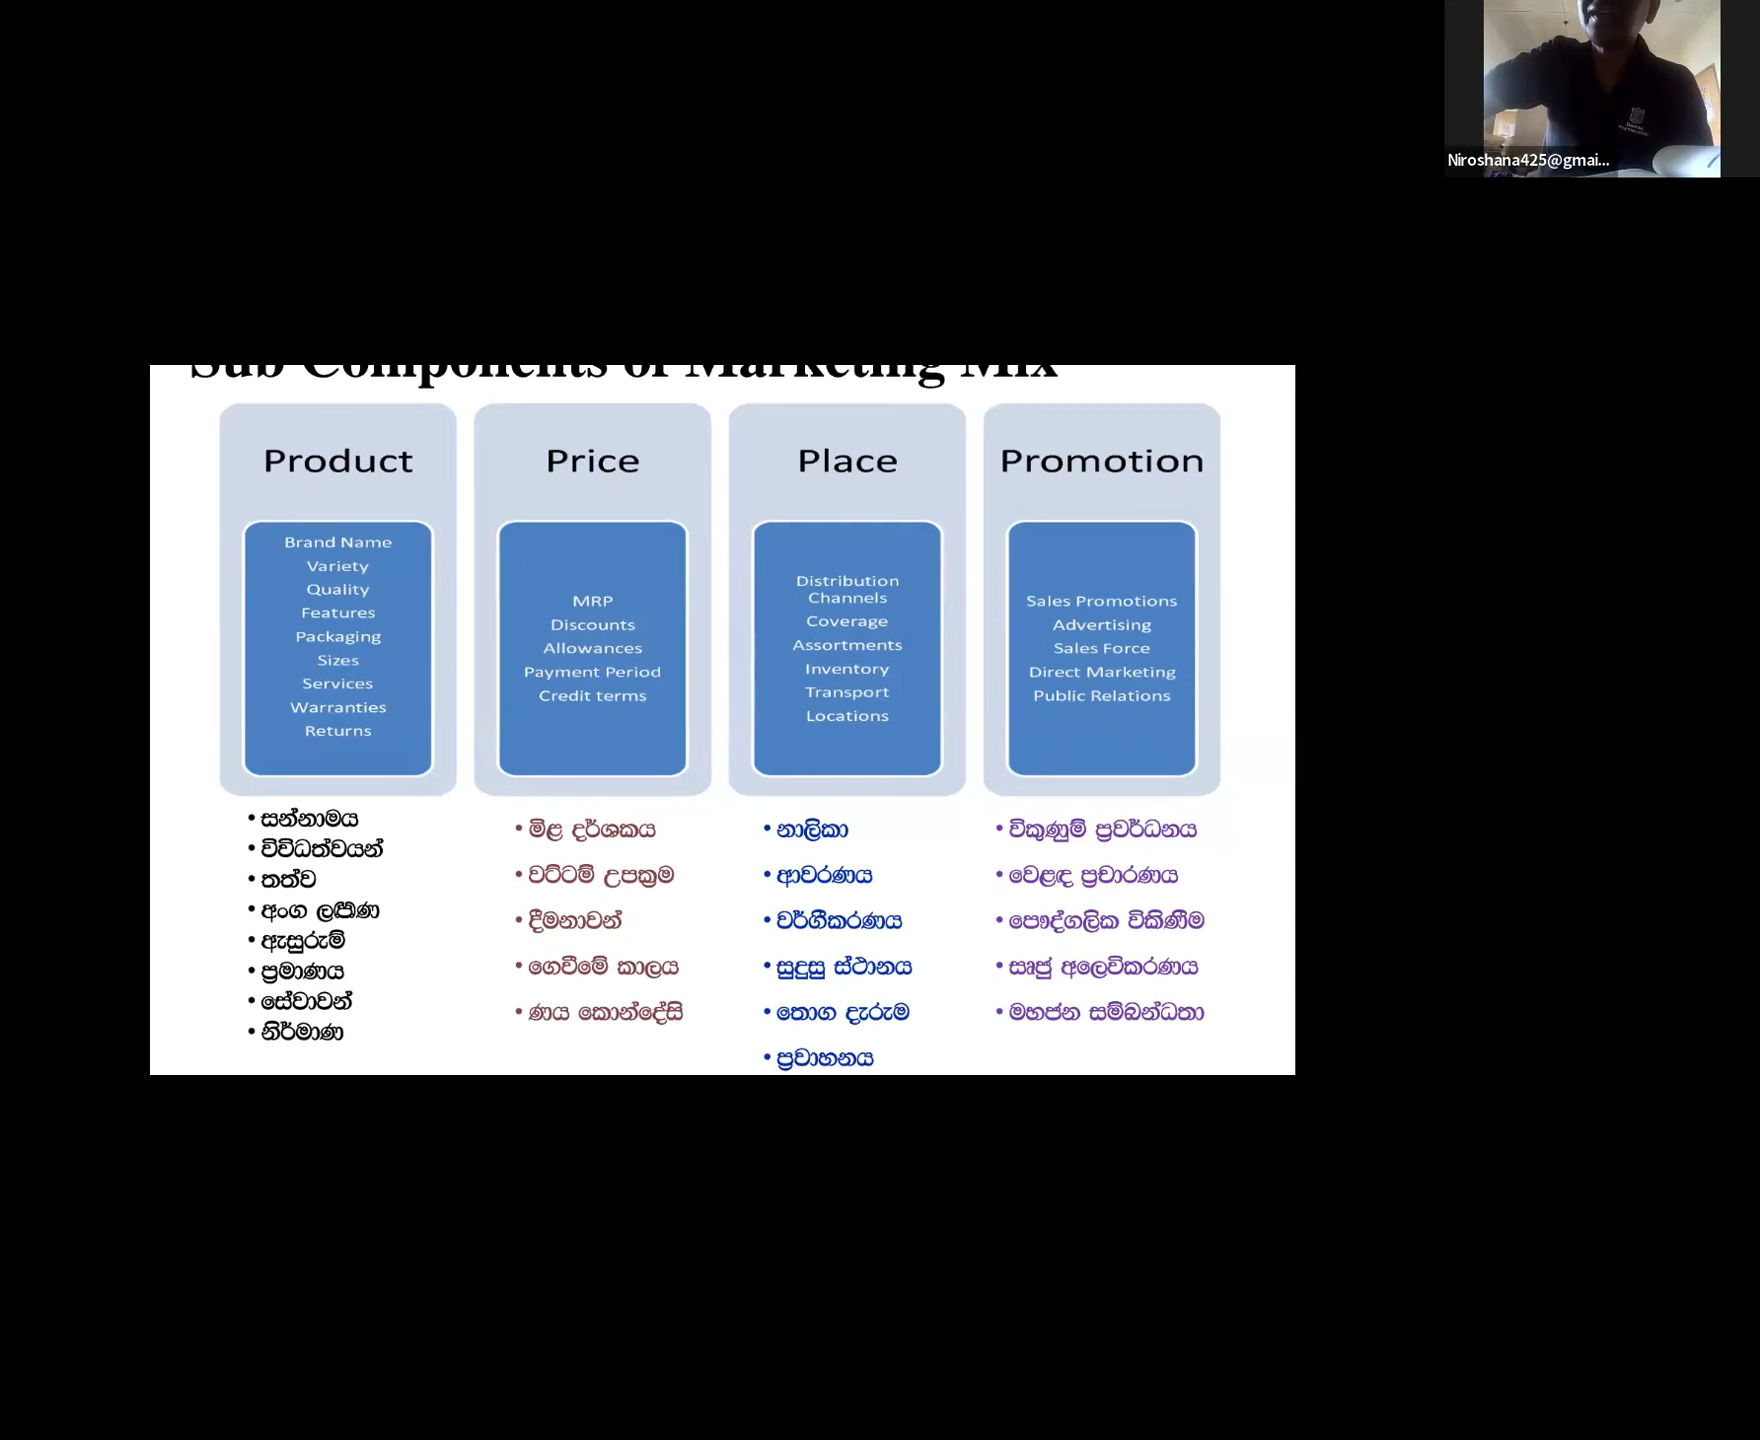 Niroshana425@gmai...
Sub Components of Marketing Mix
Product
Brand Name
Variety
Quality
Features
Packaging
Sizes
Services
Warranties
Returns
Price
MRP
Discounts
Allowances
Payment Period
Credit terms
Place
Distribution
Channels
Coverage
Assortments
Inventory
Transport
Locations
Promotion
Sales Promotions
Advertising
Sales Force
Direct Marketing
Public Relations
• සන්නාමය
• විවිධත්වයන්
• තත්ව
• අංග ලක්‍ෂණ
• ඇසුරුම්
• ප්‍රමාණය
• සේවාවන්
• නිර්මාණ
• මිළ දර්ශකය
• වට්ටම් උපක්‍රම
• දීමනාවන්
• ගෙවීමේ කාලය
• ණය කොන්දේසි
• නාලිකා
• ආවරණය
• වර්ගීකරණය
• සුදුසු ස්ථානය
• තොග දැරුම
• ප්‍රවාහනය
• විකුණුම් ප්‍රවර්ධනය
• වෙළඳ ප්‍රචාරණය
• පෞද්ගලික විකිණීම
• සෘජු අලෙවිකරණය
• මහජන සම්බන්ධතා